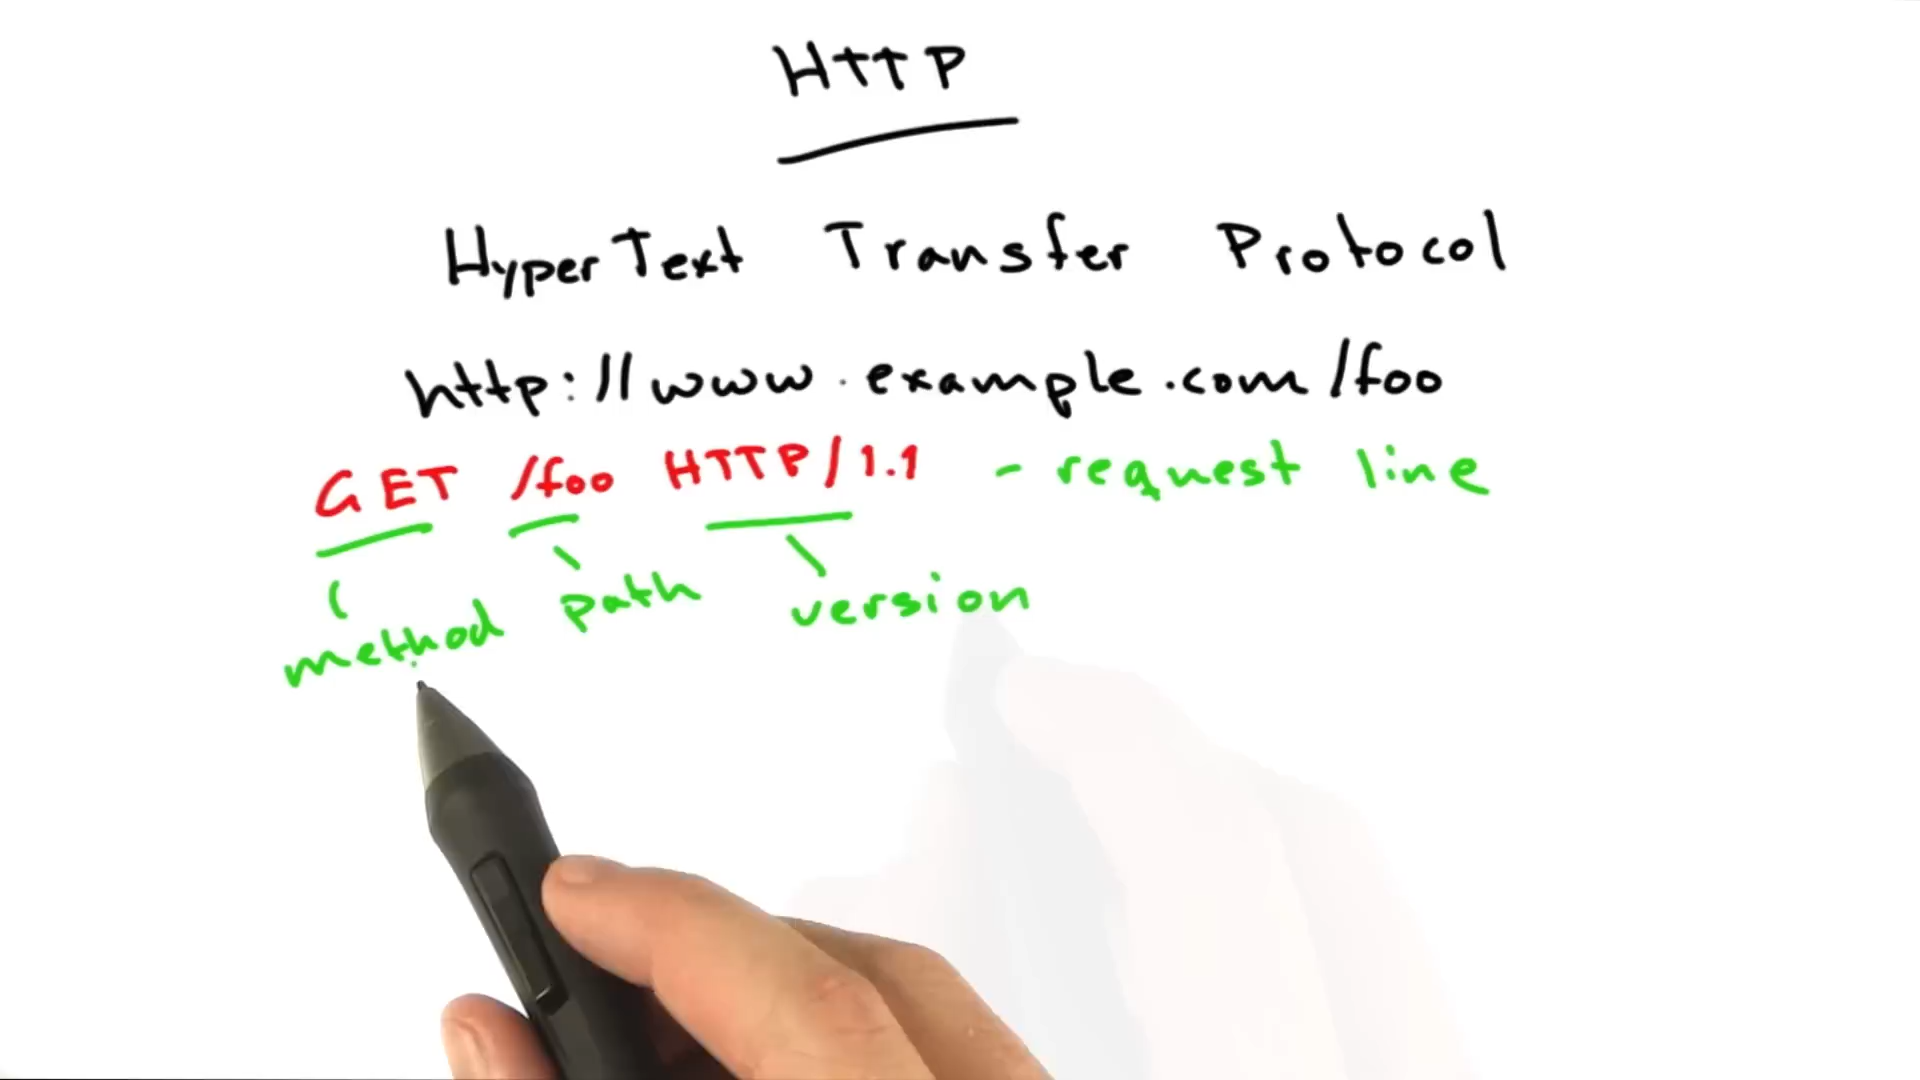 HTTP
HyperText Transfer Protocol
http://www.example.com/foo
GET /foo HTTP/1.1 - request line
method path version